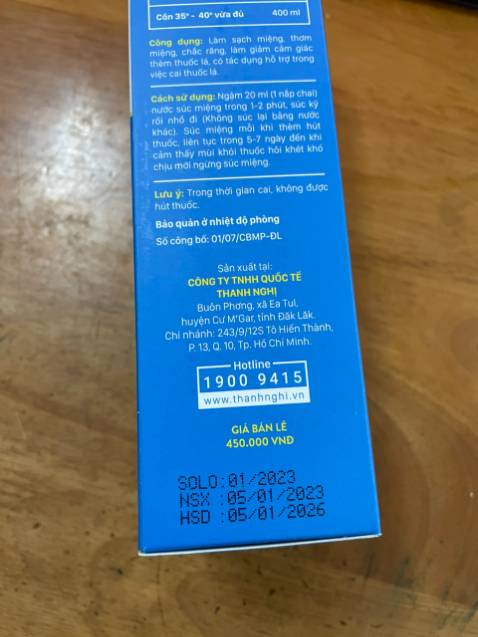 Cồn 35° - 40° vừa đủ 400 ml
Công dụng: Làm sạch miệng, thơm
miệng, chắc răng, làm giảm cảm giác
thèm thuốc lá, có tác dụng hỗ trợ trong
việc cai thuốc lá.
Cách sử dụng: Ngậm 20 ml (1 nắp chai)
nước súc miệng trong 1-2 phút, súc kỹ
rồi nhổ đi (Không súc lại bằng nước
khác). Súc miệng mỗi khi thèm hút
thuốc, liên tục trong 5-7 ngày đến khi
cảm thấy mùi khói thuốc hôi khét khó
chịu mới ngừng súc miệng.
Lưu ý: Trong thời gian cai, không được
hút thuốc.
Bảo quản ở nhiệt độ phòng
Số công bố: 01/07/CBMP-ĐL
Sản xuất tại:
CÔNG TY TNHH QUỐC TẾ
THANH NGHỊ
Buôn Phơng, xã Ea Tul,
huyện Cư M'Gar, tỉnh Đăk Lăk.
Chi nhánh: 243/9/12S Tô Hiến Thành,
P. 13, Q. 10, Tp. Hồ Chí Minh.
Hotline
1900 9415
www.thanhnghi.vn
GIÁ BÁN LẺ
450.000 VNĐ
SOLO:01/2023
NSX :05/01/2023
HSD :05/01/2026